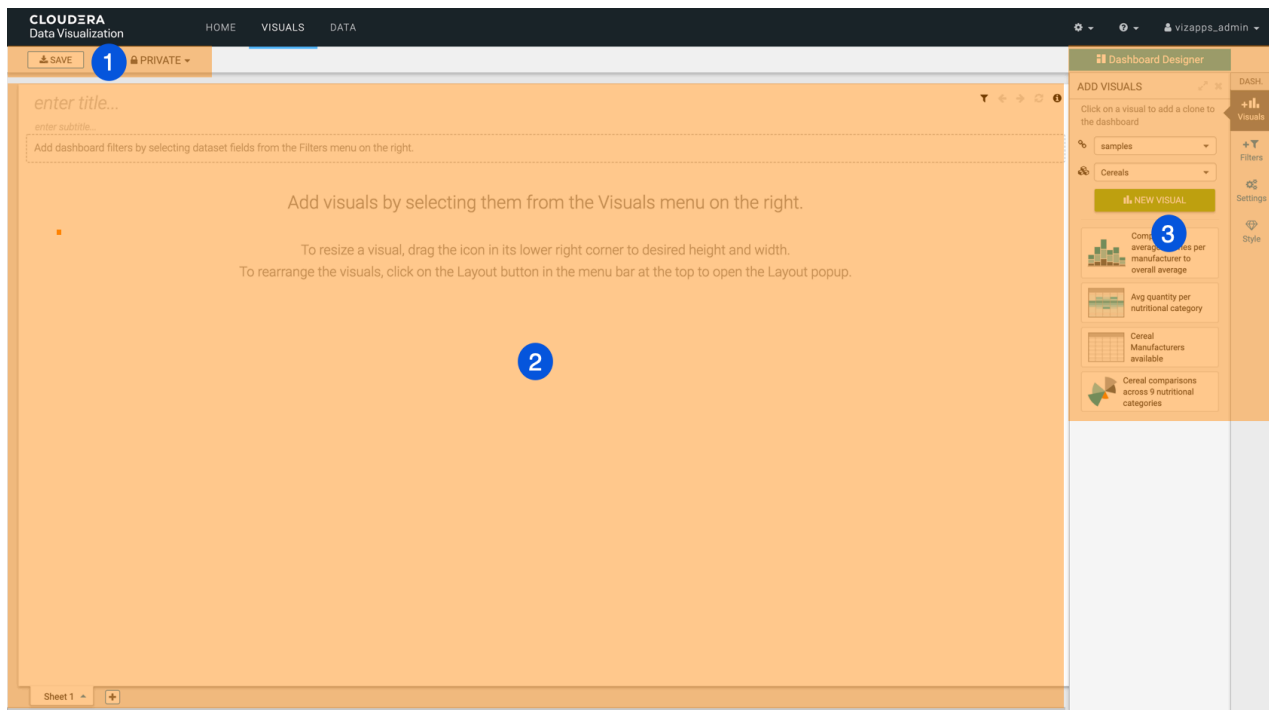 CLOUDERA
Data Visualization
HOME VISUALS DATA
vizapps_admin
SAVE
1
PRIVATE
Dashboard Designer
enter title...
enter subtitle...
Add dashboard filters by selecting dataset fields from the Filters menu on the right.
Add visuals by selecting them from the Visuals menu on the right.
To resize a visual, drag the icon in its lower right corner to desired height and width.
To rearrange the visuals, click on the Layout button in the menu bar at the top to open the Layout popup.
2
Sheet 1
ADD VISUALS
Click on a visual to add a clone to
the dashboard
samples
Cereals
NEW VISUAL
3
average
per
manufacturer to
overall average
Avg quantity per
nutritional category
Cereal
Manufacturers
available
Cereal comparisons
across 9 nutritional
categories
DASH.
Visuals
Filters
Settings
Style